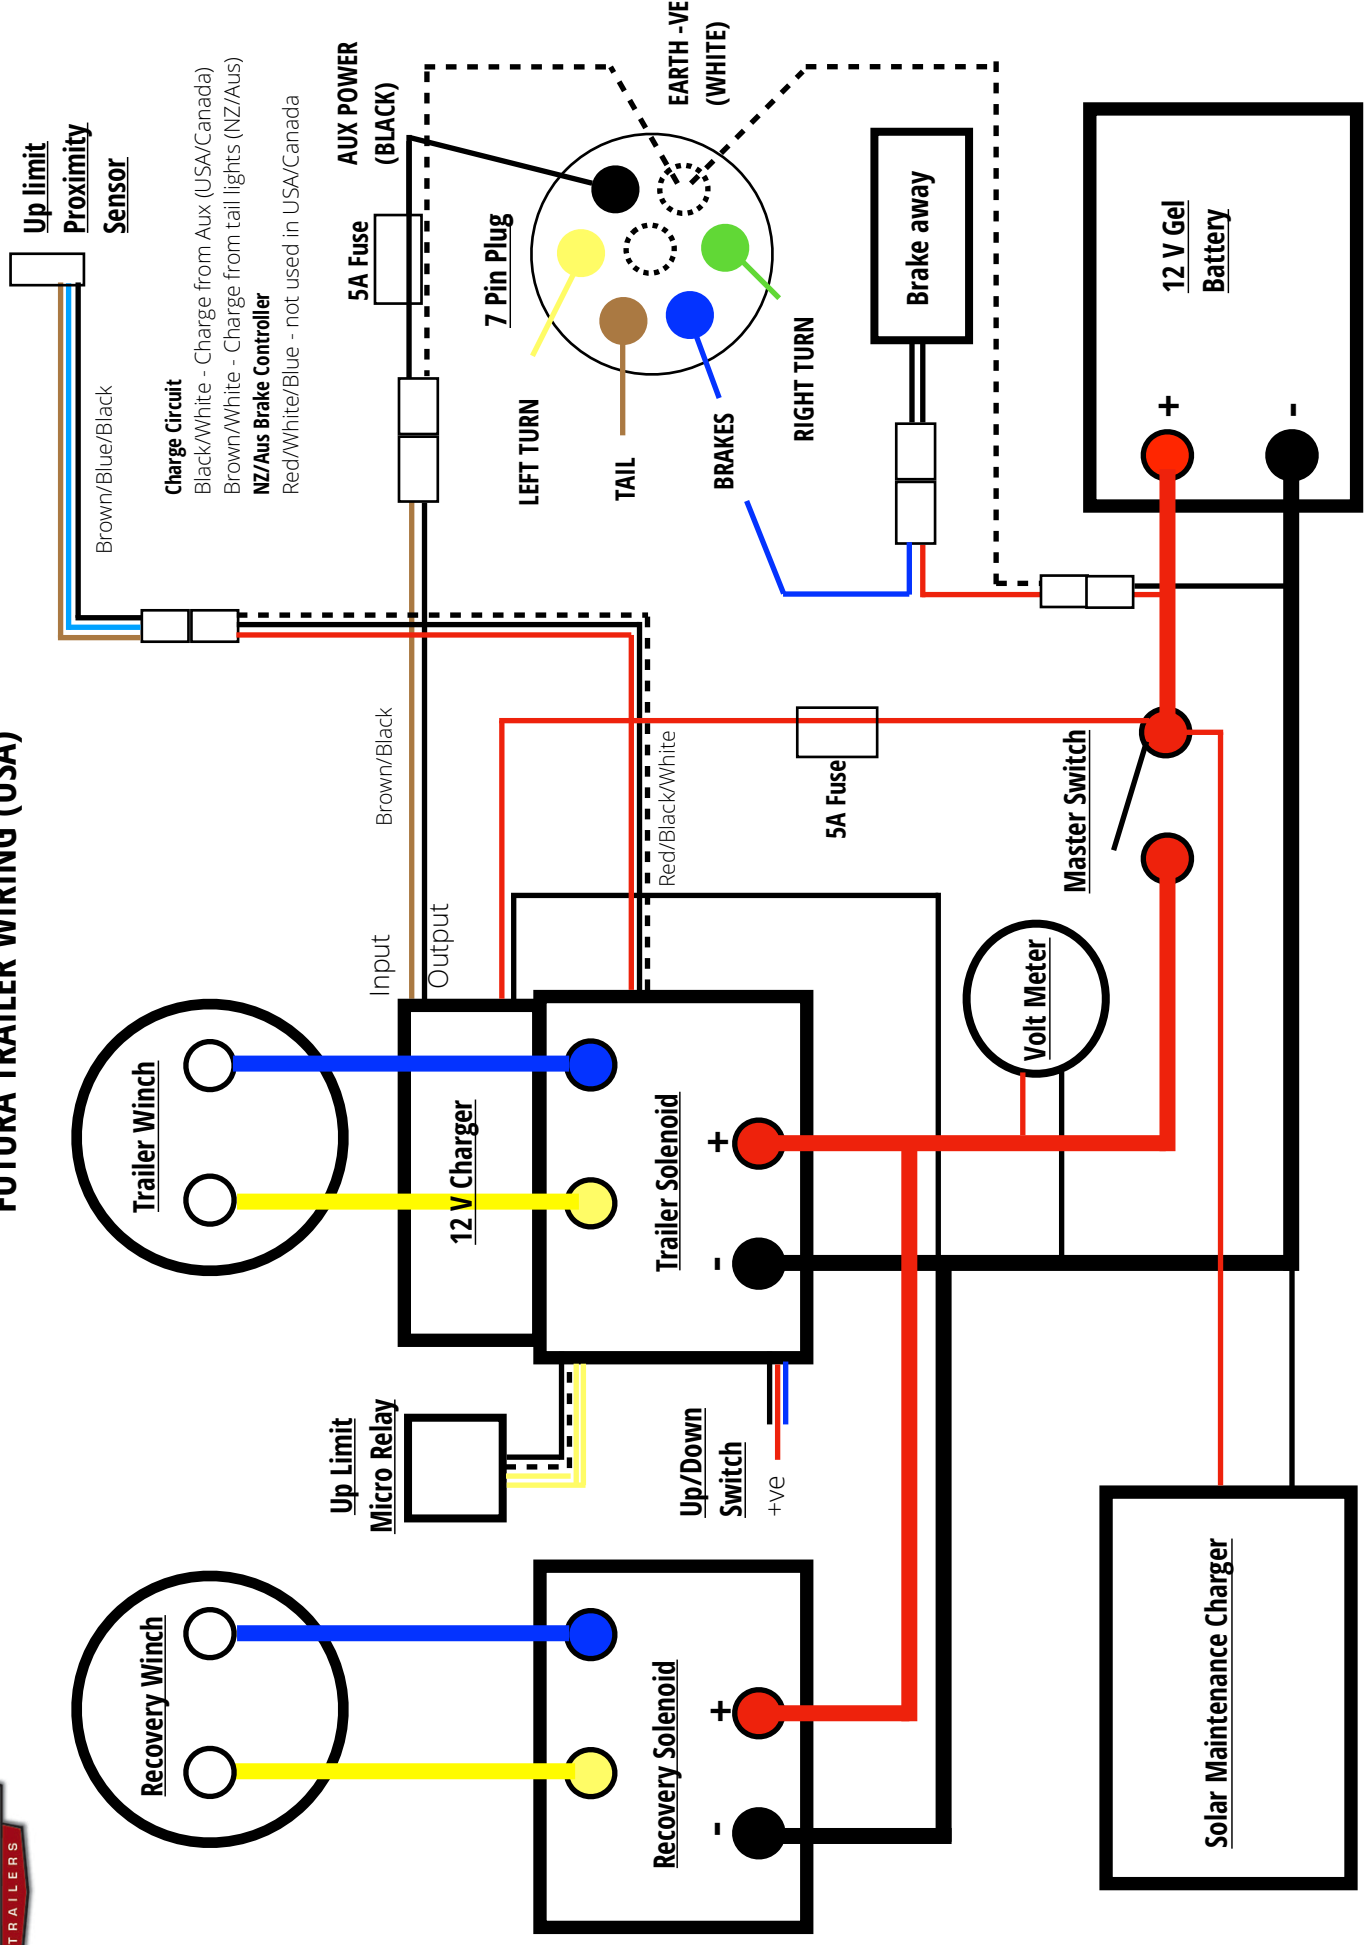 TRAILERS
FUTURA TRAILER WIRING (USA)
Recovery Winch
Trailer Winch
Up limit
Proximity
Sensor
Brown/Blue/Black
Charge Circuit
Black/White - Charge from Aux (USA/Canada)
Brown/White - Charge from tail lights (NZ/Aus)
NZ/Aus Brake Controller
Red/White/Blue - not used in USA/Canada
Up Limit
Micro Relay
12 V Charger
Input
Output
Brown/Black
5A Fuse
AUX POWER
(BLACK)
7 Pin Plug
LEFT TURN
TAIL
BRAKES
RIGHT TURN
EARTH -VE
(WHITE)
Recovery Solenoid
-
+
Up/Down
Switch
+ve
Trailer Solenoid
-
+
Red/Black/White
5A Fuse
Brake away
Volt Meter
Master Switch
Solar Maintenance Charger
12 V Gel
Battery
+
-